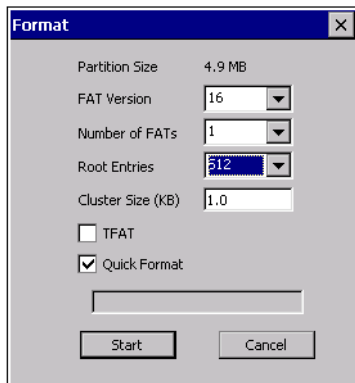 Format
Partition Size 4.9 MB
FAT Version 16
Number of FATs 1
Root Entries 512
Cluster Size (KB) 1.0
TFAT
Quick Format
Start Cancel